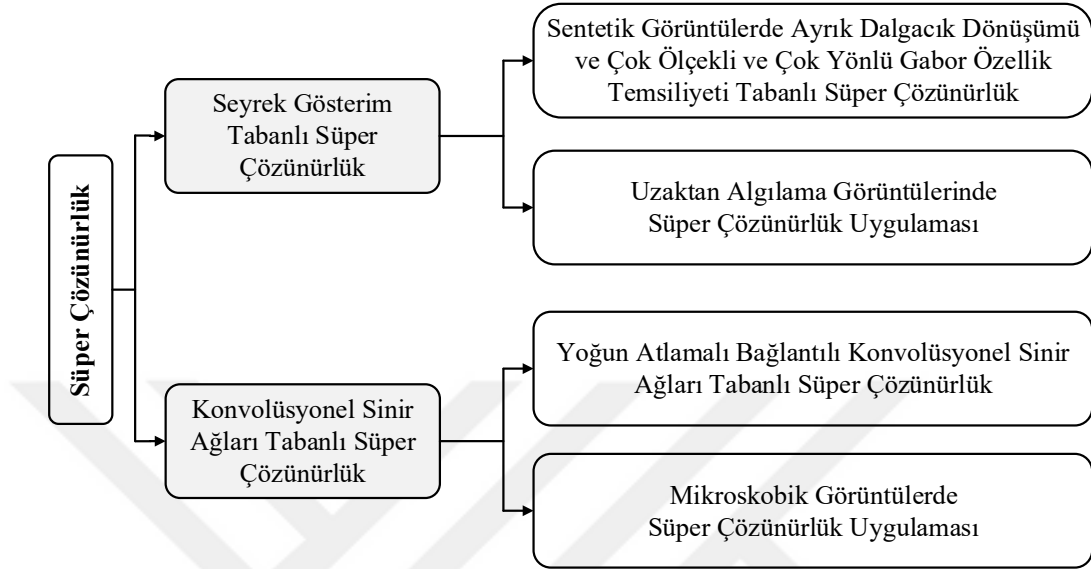 Süper Çözünürlük
Seyrek Gösterim
Tabanlı Süper
Çözünürlük
Sentetik Görüntülerde Ayrık Dalgacık Dönüşümü
ve Çok Ölçekli ve Çok Yönlü Gabor Özellik
Temsiliyeti Tabanlı Süper Çözünürlük
Uzaktan Algılama Görüntülerinde
Süper Çözünürlük Uygulaması
Konvolüsyonel Sinir
Ağları Tabanlı Süper
Çözünürlük
Yoğun Atlamalı Bağlantılı Konvolüsyonel Sinir
Ağları Tabanlı Süper Çözünürlük
Mikroskobik Görüntülerde
Süper Çözünürlük Uygulaması